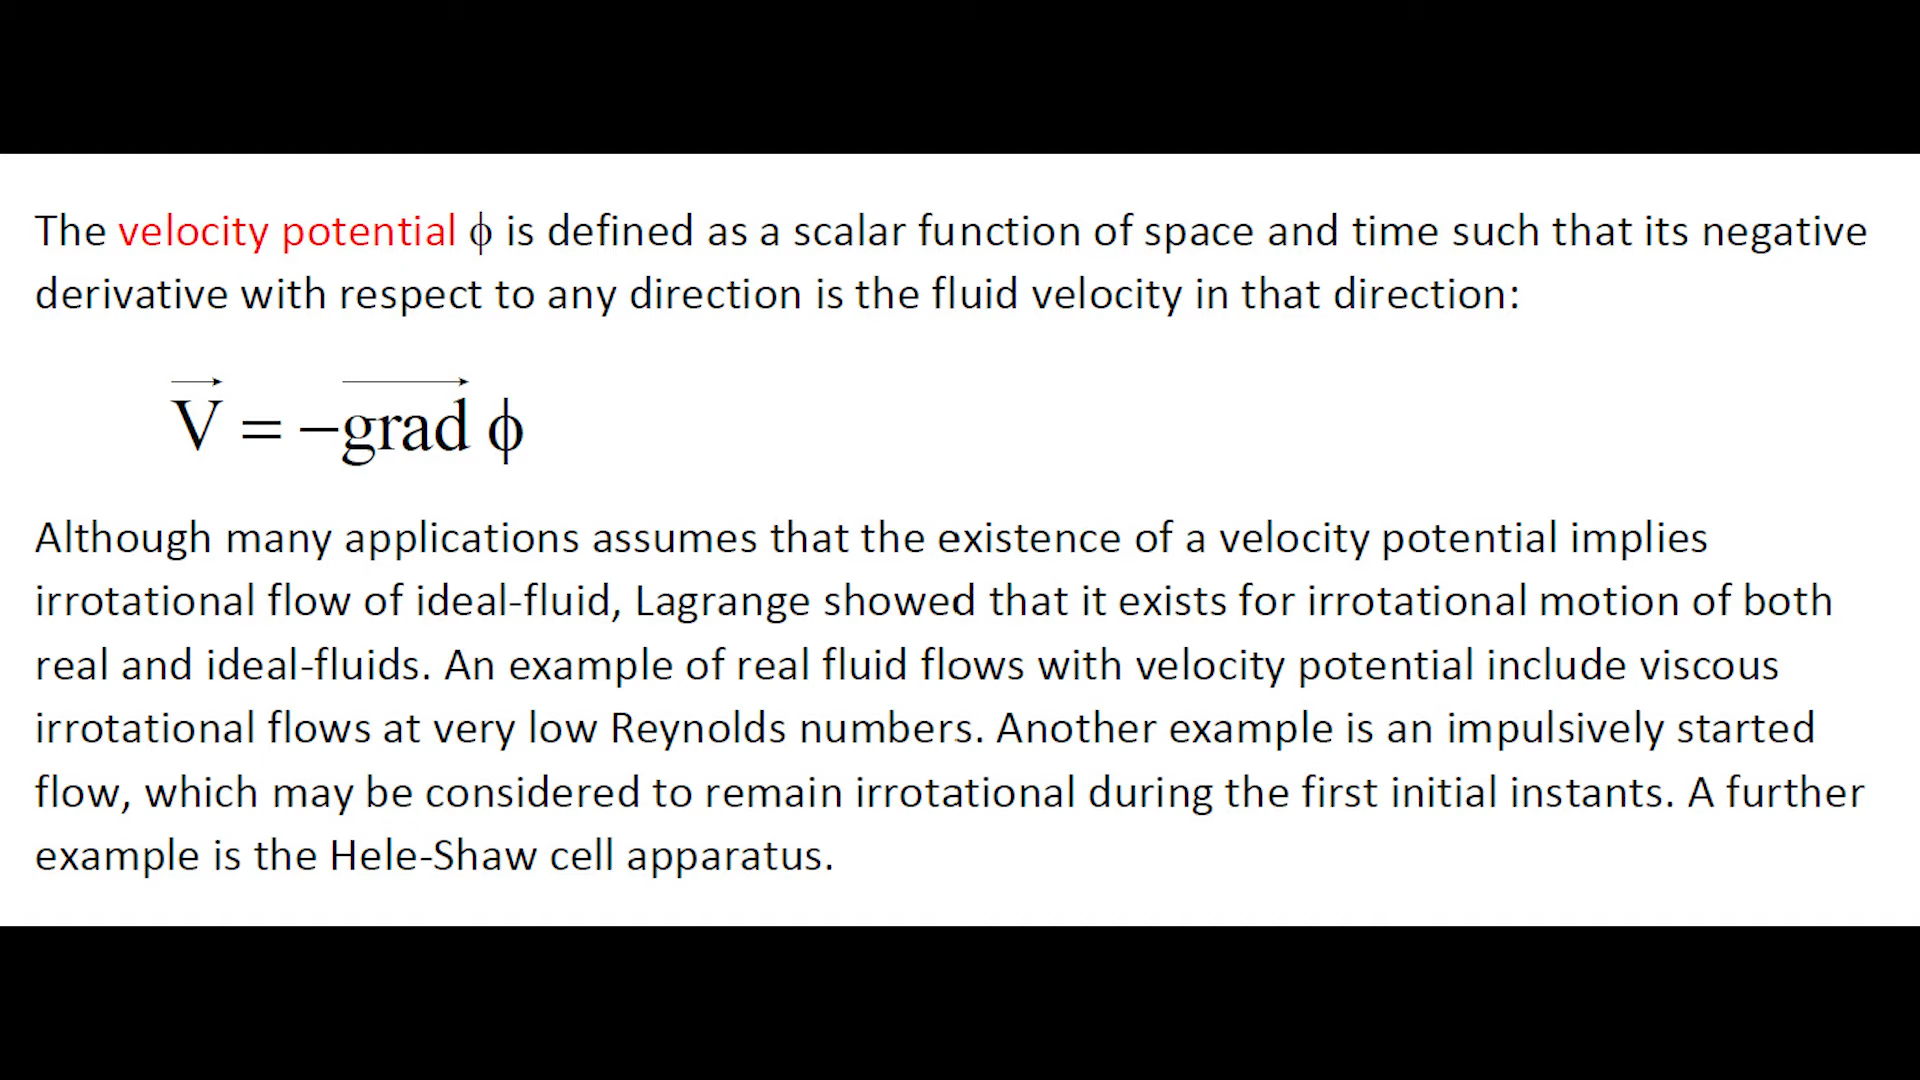 The velocity potential ϕ is defined as a scalar function of space and time such that its negative
derivative with respect to any direction is the fluid velocity in that direction:
V⃗ = −grad⃗ ϕ
Although many applications assumes that the existence of a velocity potential implies
irrotational flow of ideal-fluid, Lagrange showed that it exists for irrotational motion of both
real and ideal-fluids. An example of real fluid flows with velocity potential include viscous
irrotational flows at very low Reynolds numbers. Another example is an impulsively started
flow, which may be considered to remain irrotational during the first initial instants. A further
example is the Hele-Shaw cell apparatus.